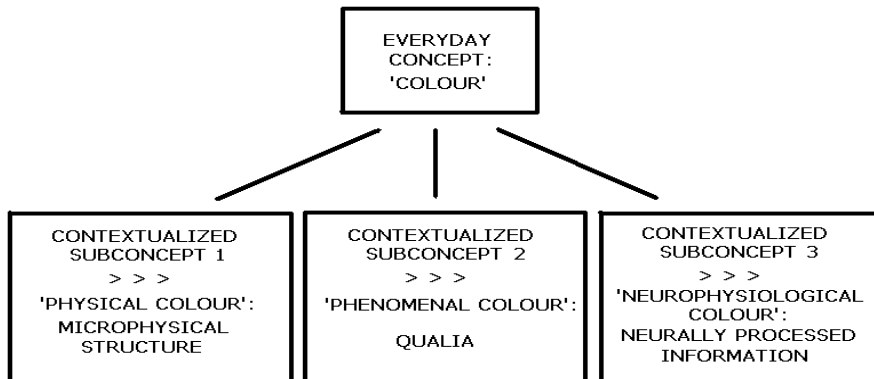 EVERYDAY
CONCEPT:
'COLOUR'
CONTEXTUALIZED
SUBCONCEPT 1
> > >
'PHYSICAL COLOUR':
MICROPHYSICAL
STRUCTURE
CONTEXTUALIZED
SUBCONCEPT 2
> > >
'PHENOMENAL COLOUR':
QUALIA
CONTEXTUALIZED
SUBCONCEPT 3
> > >
'NEUROPHYSIOLOGICAL
COLOUR':
NEURALLY PROCESSED
INFORMATION